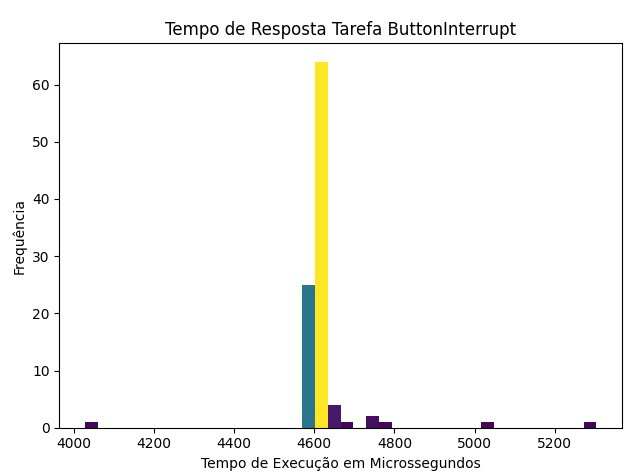 Tempo de Resposta Tarefa ButtonInterrupt
60
50
40
30
20
10
0
Frequência
4000 4200 4400 4600 4800 5000 5200
Tempo de Execução em Microssegundos